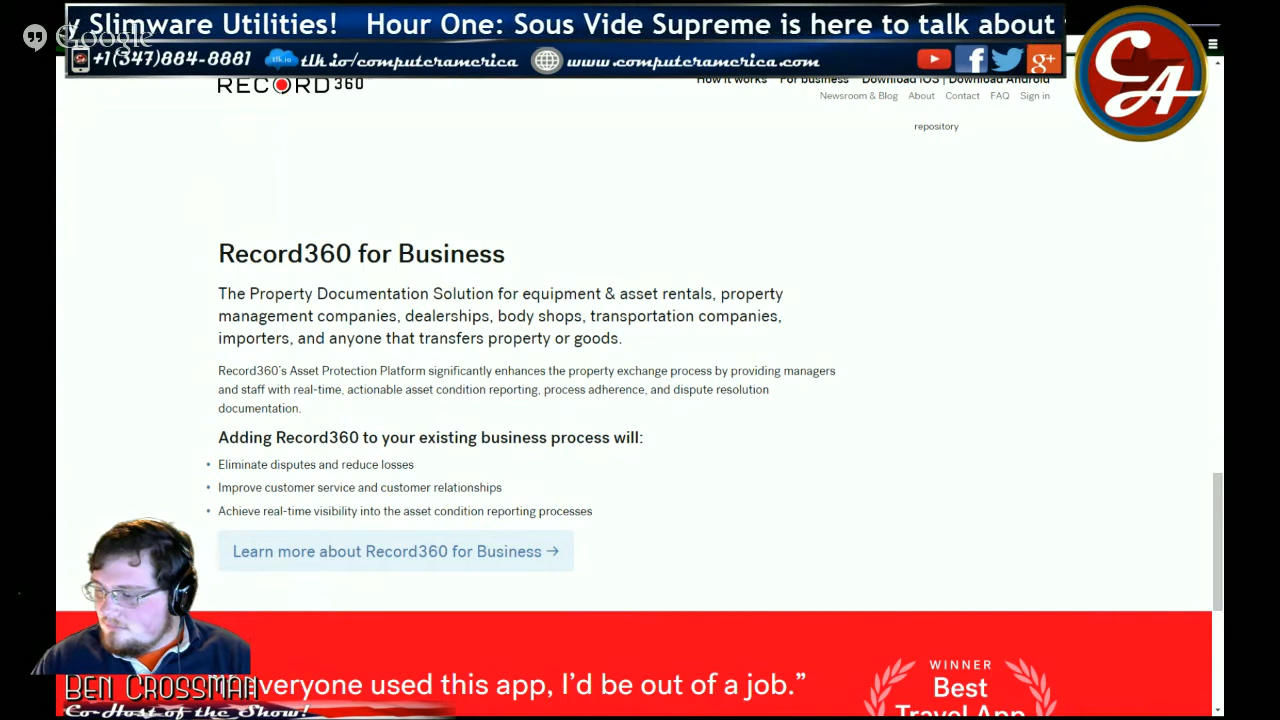 y Slimware Utilities! Hour One: Sous Vide Supreme is here to talk about
Google
+1(347)884-8881 tlk.io/computeramerica www.computeramerica.com
CA
RECORD360
How it works For business Download iOS | Download Android
Newsroom & Blog About Contact FAQ Sign in
repository
Record360 for Business
The Property Documentation Solution for equipment & asset rentals, property
management companies, dealerships, body shops, transportation companies,
importers, and anyone that transfers property or goods.
Record360's Asset Protection Platform significantly enhances the property exchange process by providing managers
and staff with real-time, actionable asset condition reporting, process adherence, and dispute resolution
documentation.
Adding Record360 to your existing business process will:
• Eliminate disputes and reduce losses
• Improve customer service and customer relationships
• Achieve real-time visibility into the asset condition reporting processes
Learn more about Record360 for Business →
WINNER
Best
Travel App
everyone used this app, I'd be out of a job.”
BEN CROSSMAN
Co-Host of the Show!